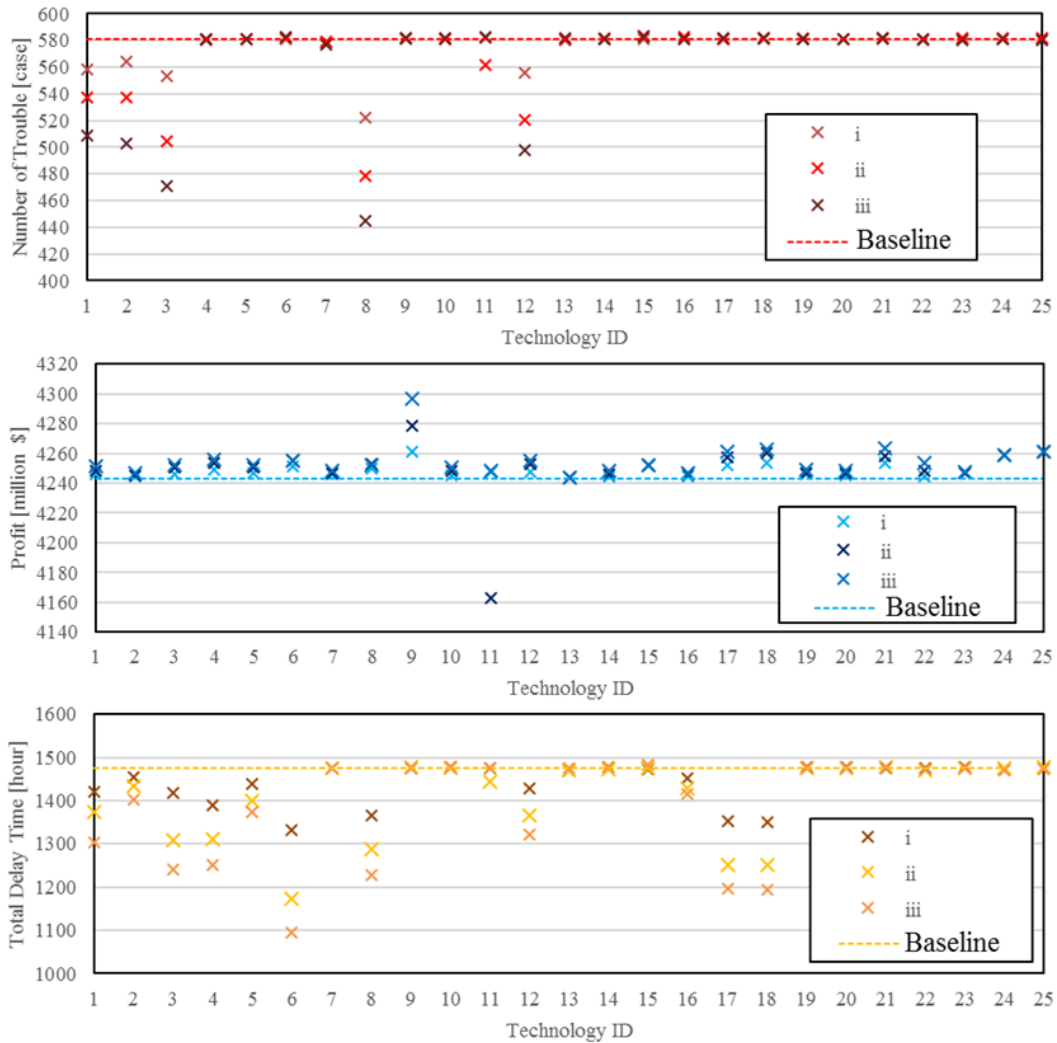 Number of Trouble [case]
600
580
560
540
520
500
480
460
440
420
400
i
ii
iii
Baseline
1 2 3 4 5 6 7 8 9 10 11 12 13 14 15 16 17 18 19 20 21 22 23 24 25
Technology ID
Profit [million $]
4320
4300
4280
4260
4240
4220
4200
4180
4160
4140
i
ii
iii
Baseline
1 2 3 4 5 6 7 8 9 10 11 12 13 14 15 16 17 18 19 20 21 22 23 24 25
Technology ID
Total Delay Time [hour]
1600
1500
1400
1300
1200
1100
1000
i
ii
iii
Baseline
1 2 3 4 5 6 7 8 9 10 11 12 13 14 15 16 17 18 19 20 21 22 23 24 25
Technology ID